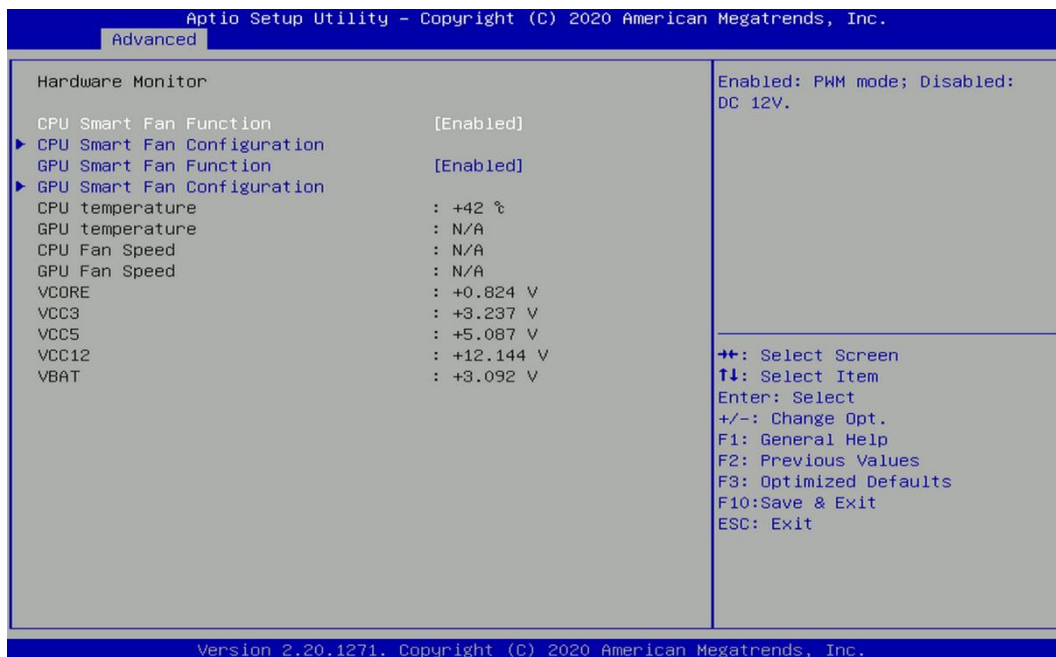 Aptio Setup Utility – Copyright (C) 2020 American Megatrends, Inc.
Advanced
Hardware Monitor
CPU Smart Fan Function [Enabled]
▶ CPU Smart Fan Configuration
GPU Smart Fan Function [Enabled]
▶ GPU Smart Fan Configuration
CPU temperature : +42 ℃
GPU temperature : N/A
CPU Fan Speed : N/A
GPU Fan Speed : N/A
VCORE : +0.824 V
VCC3 : +3.237 V
VCC5 : +5.087 V
VCC12 : +12.144 V
VBAT : +3.092 V
Enabled: PWM mode; Disabled:
DC 12V.
→←: Select Screen
↑↓: Select Item
Enter: Select
+/-: Change Opt.
F1: General Help
F2: Previous Values
F3: Optimized Defaults
F10:Save & Exit
ESC: Exit
Version 2.20.1271. Copyright (C) 2020 American Megatrends, Inc.